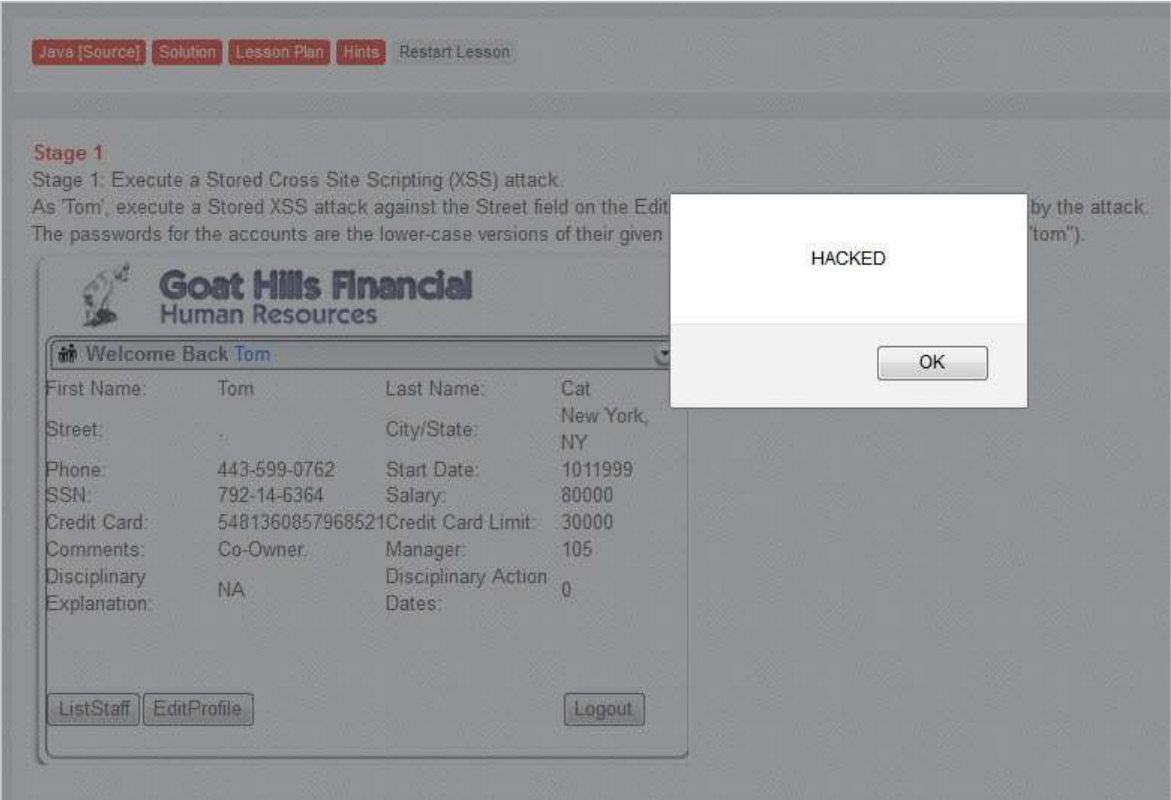 Java [Source] Solution Lesson Plan Hints Restart Lesson
Stage 1
Stage 1: Execute a Stored Cross Site Scripting (XSS) attack.
As 'Tom', execute a Stored XSS attack against the Street field on the Edit by the attack.
The passwords for the accounts are the lower-case versions of their given 'tom").
HACKED
OK
Goat Hills Financial
Human Resources
Welcome Back Tom
First Name: Tom Last Name: Cat
Street: . City/State: New York, NY
Phone: 443-599-0762 Start Date: 1011999
SSN: 792-14-6364 Salary: 80000
Credit Card: 5481360857968521 Credit Card Limit: 30000
Comments: Co-Owner. Manager: 105
Disciplinary Explanation: NA Disciplinary Action Dates: 0
ListStaff EditProfile Logout